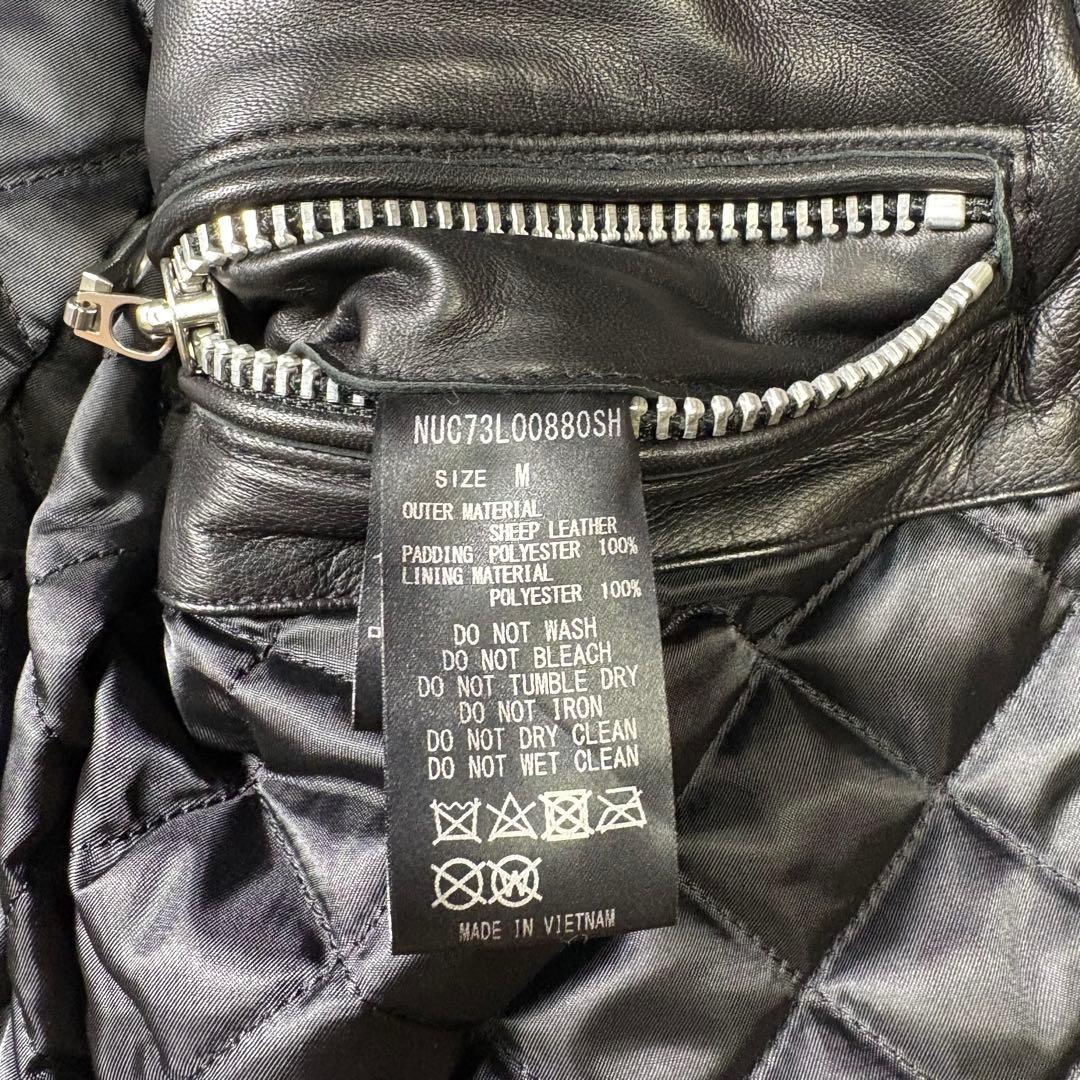 NUC73L00880SH
SIZE M
OUTER MATERIAL
SHEEP LEATHER
PADDING POLYESTER 100%
LINING MATERIAL
POLYESTER 100%
DO NOT WASH
DO NOT BLEACH
DO NOT TUMBLE DRY
DO NOT IRON
DO NOT DRY CLEAN
DO NOT WET CLEAN
W
MADE IN VIETNAM